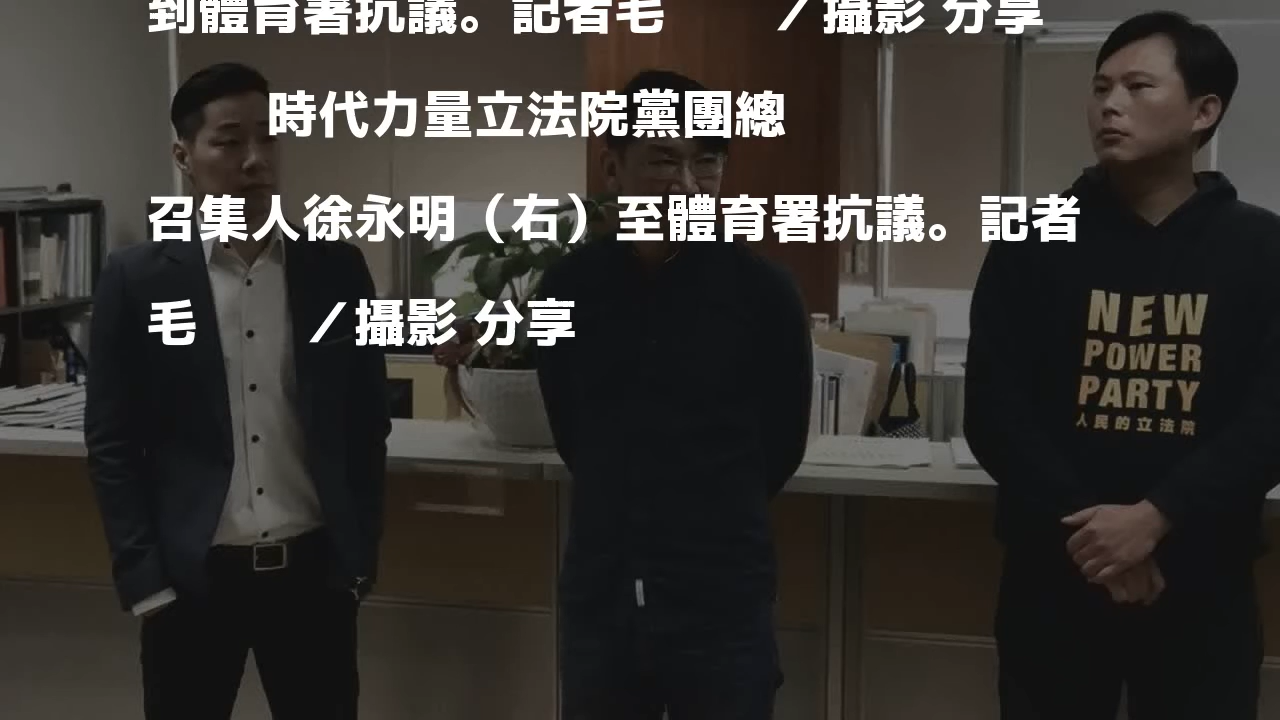 到體育署抗議。記者毛 ／攝影 分享
時代力量立法院黨團總
召集人徐永明（右）至體育署抗議。記者
毛 ／攝影 分享
NEW
POWER
PARTY
人民的立法院